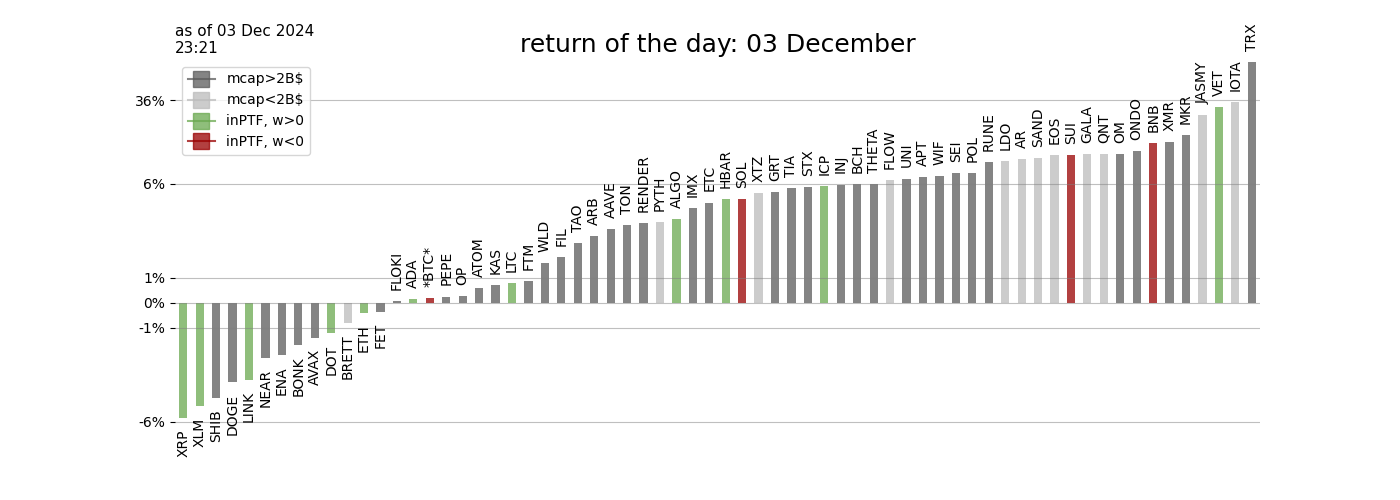 as of 03 Dec 2024
23:21
return of the day: 03 December
mcap>2B$
mcap<2B$
inPTF, w>0
inPTF, w<0
36%
6%
1%
0%
-1%
-6%
XRP
XLM
SHIB
DOGE
LINK
NEAR
ENA
BONK
AVAX
DOT
BRETT
ETH
FET
FLOKI
ADA
*BTC*
PEPE
OP
ATOM
KAS
LTC
FTM
WLD
FIL
TAO
ARB
AAVE
TON
RENDER
PYTH
ALGO
IMX
ETC
HBAR
SOL
XTZ
GRT
TIA
STX
ICP
INJ
BCH
THETA
FLOW
UNI
APT
WIF
SEI
POL
RUNE
LDO
AR
SAND
EOS
SUI
GALA
QNT
OM
ONDO
BNB
XMR
MKR
JASMY
VET
IOTA
TRX